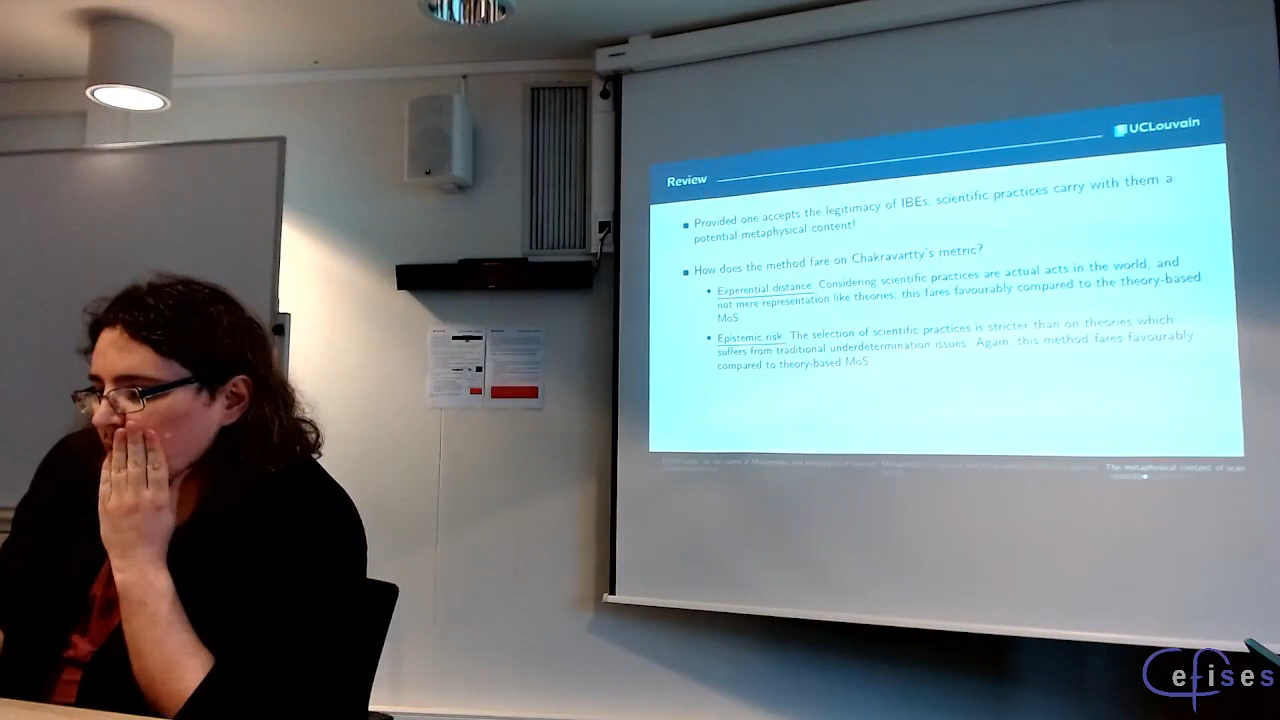 UCLouvain
Review
Provided one accepts the legitimacy of IBEs, scientific practices carry with them a
potential metaphysical content!
How does the method fare on Chakravartty's metric?
Experential distance Considering scientific practices are actual acts in the world, and
not mere representation like theories, this fares favourably compared to the theory-based
MoS
Epistemic risk The selection of scientific practices is stricter than on theories which
suffers from traditional underdetermination issues. Again, this method fares favourably
compared to theory-based MoS
The metaphysical content of scien
Cefises